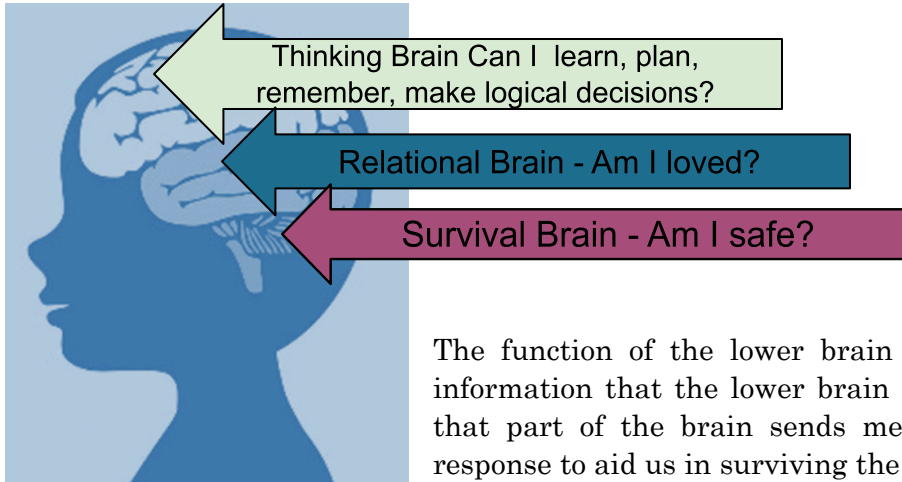 Thinking Brain Can I learn, plan,
remember, make logical decisions?
Relational Brain - Am I loved?
Survival Brain - Am I safe?
The function of the lower brain
information that the lower brain
that part of the brain sends me
response to aid us in surviving the